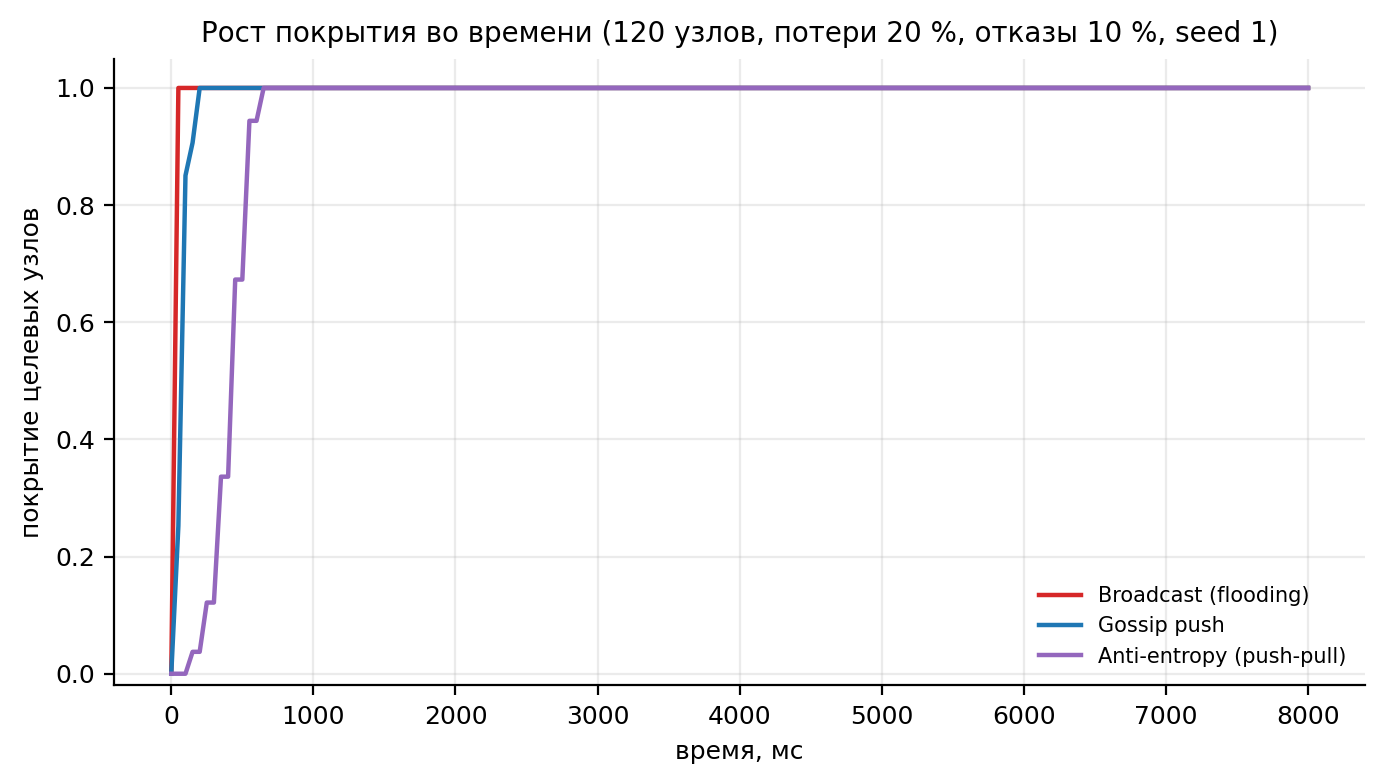 Рост покрытия во времени (120 узлов, потери 20 %, отказы 10 %, seed 1)
покрытие целевых узлов
1.0
0.8
0.6
0.4
0.2
0.0
Broadcast (flooding)
Gossip push
Anti-entropy (push-pull)
0 1000 2000 3000 4000 5000 6000 7000 8000
время, мс